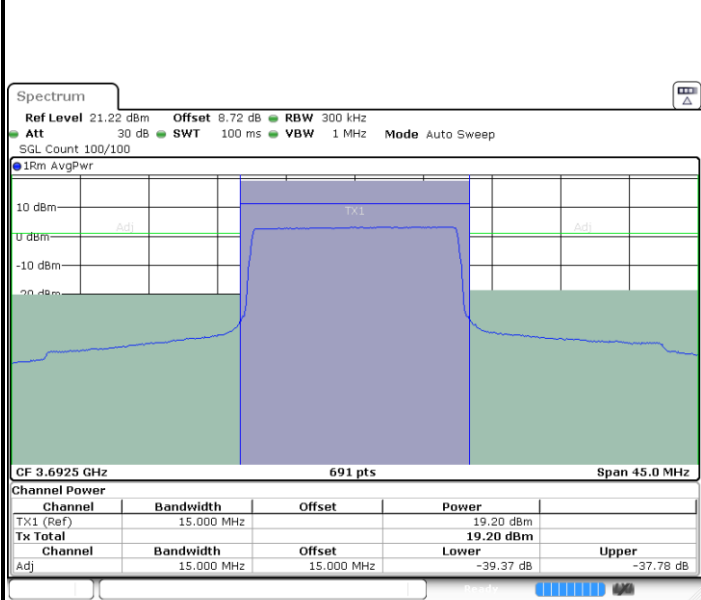 Spectrum
Ref Level 21.22 dBm Offset 8.72 dB RBW 300 kHz
Att 30 dB SWT 100 ms VBW 1 MHz Mode Auto Sweep
SGL Count 100/100
1Rm AvgPwr
10 dBm
TX1
Adj Adj
0 dBm
-10 dBm
-20 dBm
CF 3.6925 GHz 691 pts Span 45.0 MHz
Channel Power
Channel Bandwidth Offset Power
TX1 (Ref) 15.000 MHz 19.20 dBm
Tx Total 19.20 dBm
Channel Bandwidth Offset Lower Upper
Adj 15.000 MHz 15.000 MHz -39.37 dB -37.78 dB
Ready